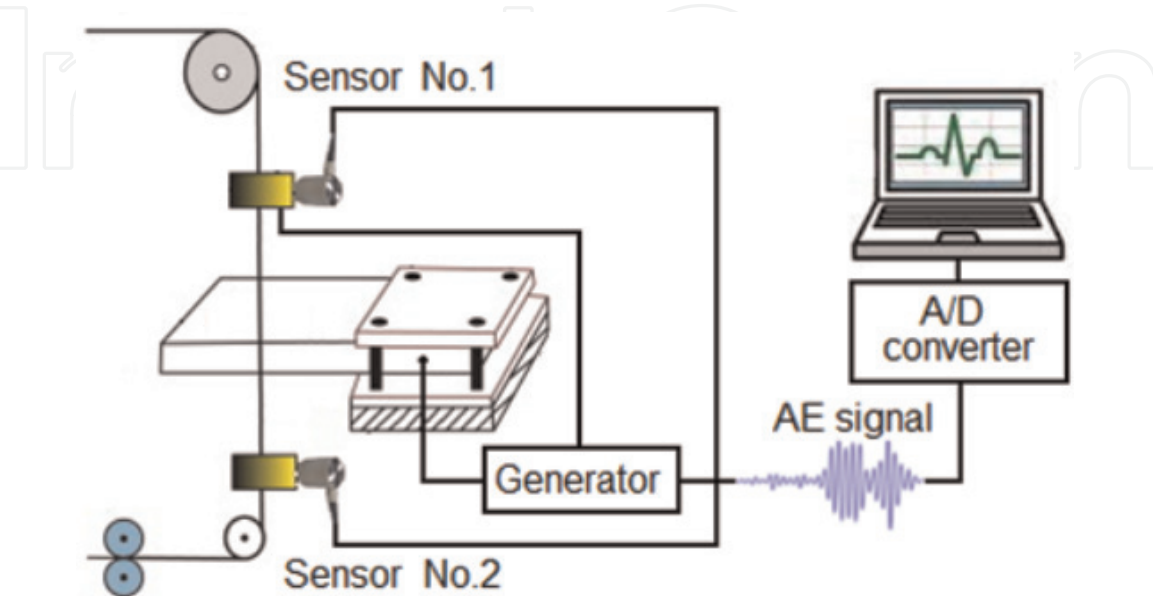 Sensor No.1
A/D
converter
AE signal
Generator
Sensor No.2